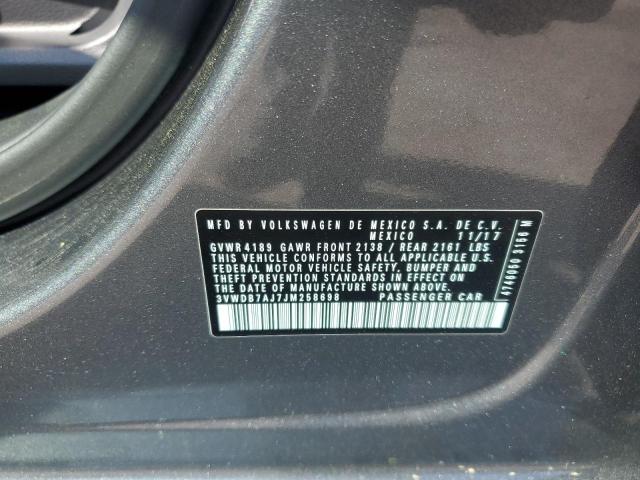 MFD BY VOLKSWAGEN DE MEXICO S.A. DE C.V.
MEXICO 11/17
GVWR 4189 GAWR FRONT 2138 / REAR 2161 LBS
THIS VEHICLE CONFORMS TO ALL APPLICABLE U.S.
FEDERAL MOTOR VEHICLE SAFETY, BUMPER AND
THEFT PREVENTION STANDARDS IN EFFECT ON THE
DATE OF MANUFACTURE SHOWN ABOVE.
3VWDB7AJ7JM258698 PASSENGER CAR
4740050 3156 M